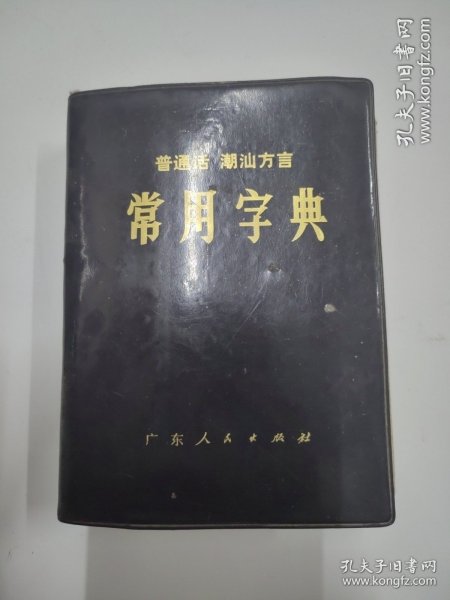 普通话 潮汕方言
常用字典
广东人民出版社
孔夫子旧书网
kongfz.com
孔夫子旧书网
www.kongfz.com